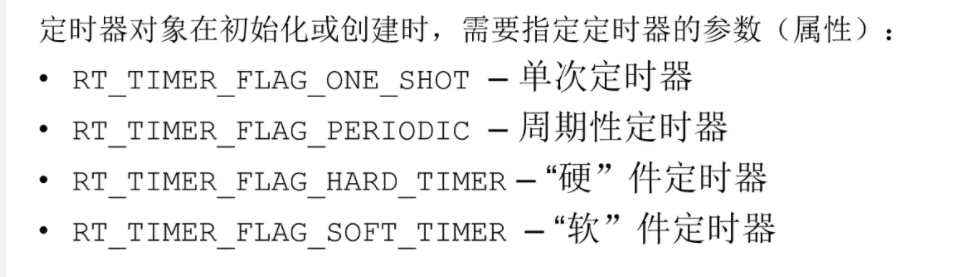 定时器对象在初始化或创建时，需要指定定时器的参数（属性）：
• RT_TIMER_FLAG_ONE_SHOT – 单次定时器
• RT_TIMER_FLAG_PERIODIC – 周期性定时器
• RT_TIMER_FLAG_HARD_TIMER – “硬”件定时器
• RT_TIMER_FLAG_SOFT_TIMER – “软”件定时器